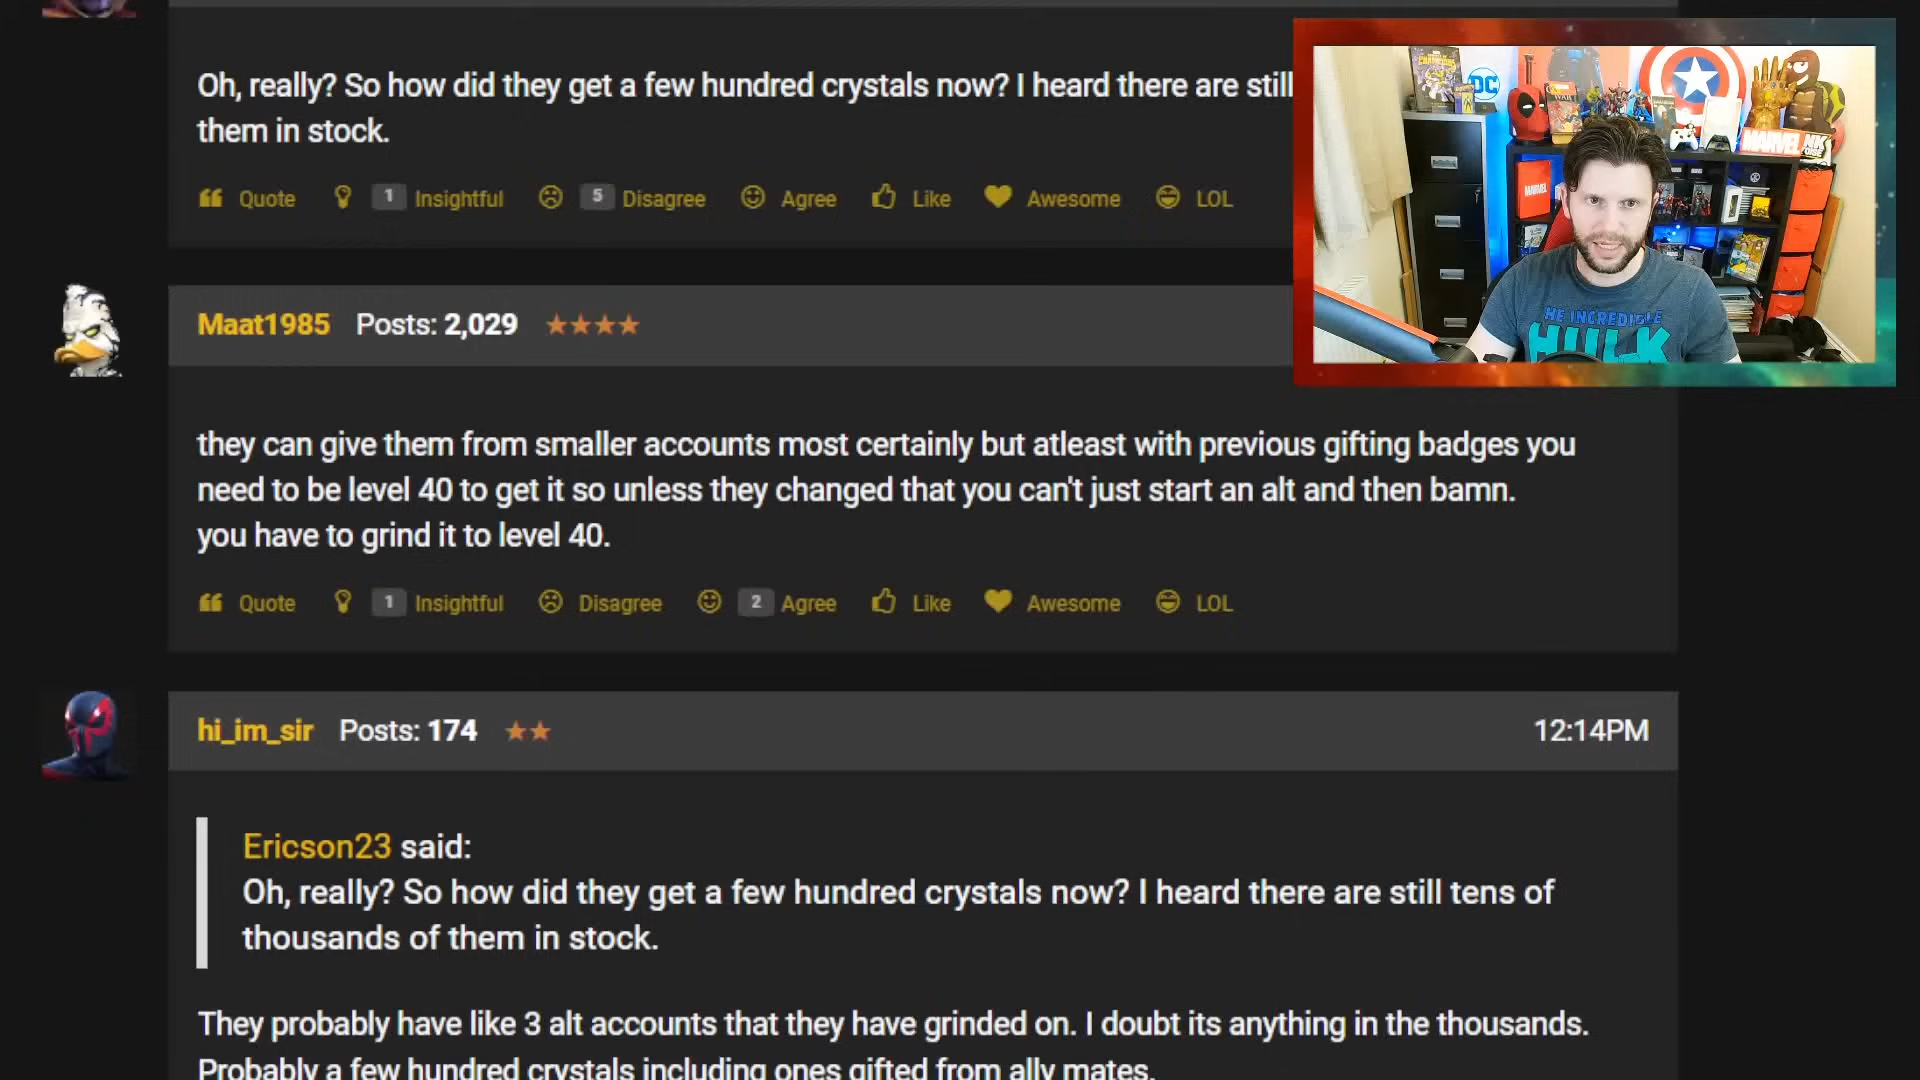 Oh, really? So how did they get a few hundred crystals now? I heard there are still
them in stock.
Quote 1 Insightful 5 Disagree Agree Like Awesome LOL
Maat1985 Posts: 2,029
they can give them from smaller accounts most certainly but atleast with previous gifting badges you
need to be level 40 to get it so unless they changed that you can't just start an alt and then bamn.
you have to grind it to level 40.
Quote 1 Insightful Disagree 2 Agree Like Awesome LOL
hi_im_sir Posts: 174 12:14PM
Ericson23 said:
Oh, really? So how did they get a few hundred crystals now? I heard there are still tens of
thousands of them in stock.
They probably have like 3 alt accounts that they have grinded on. I doubt its anything in the thousands.
Probably a few hundred crystals including ones gifted from ally mates.
DC
MARVEL
MARVEL
HE INCREDIBLE
HULK